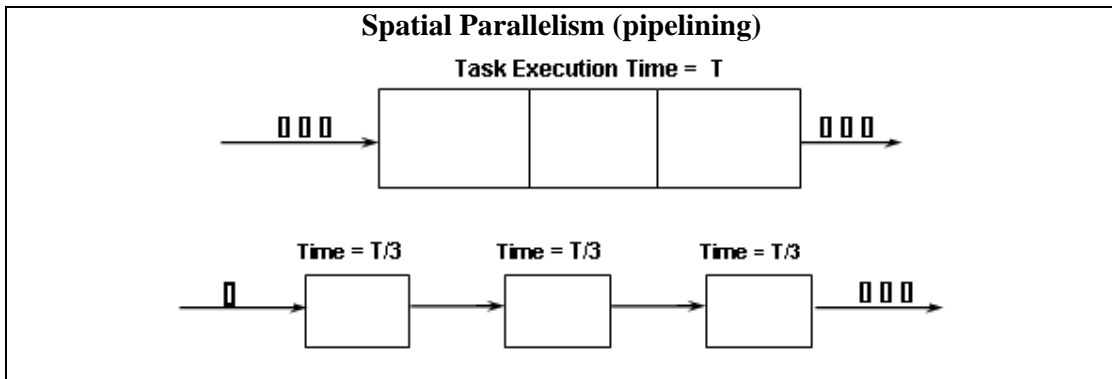 Spatial Parallelism (pipelining)
Task Execution Time = T
Time = T/3 Time = T/3 Time = T/3